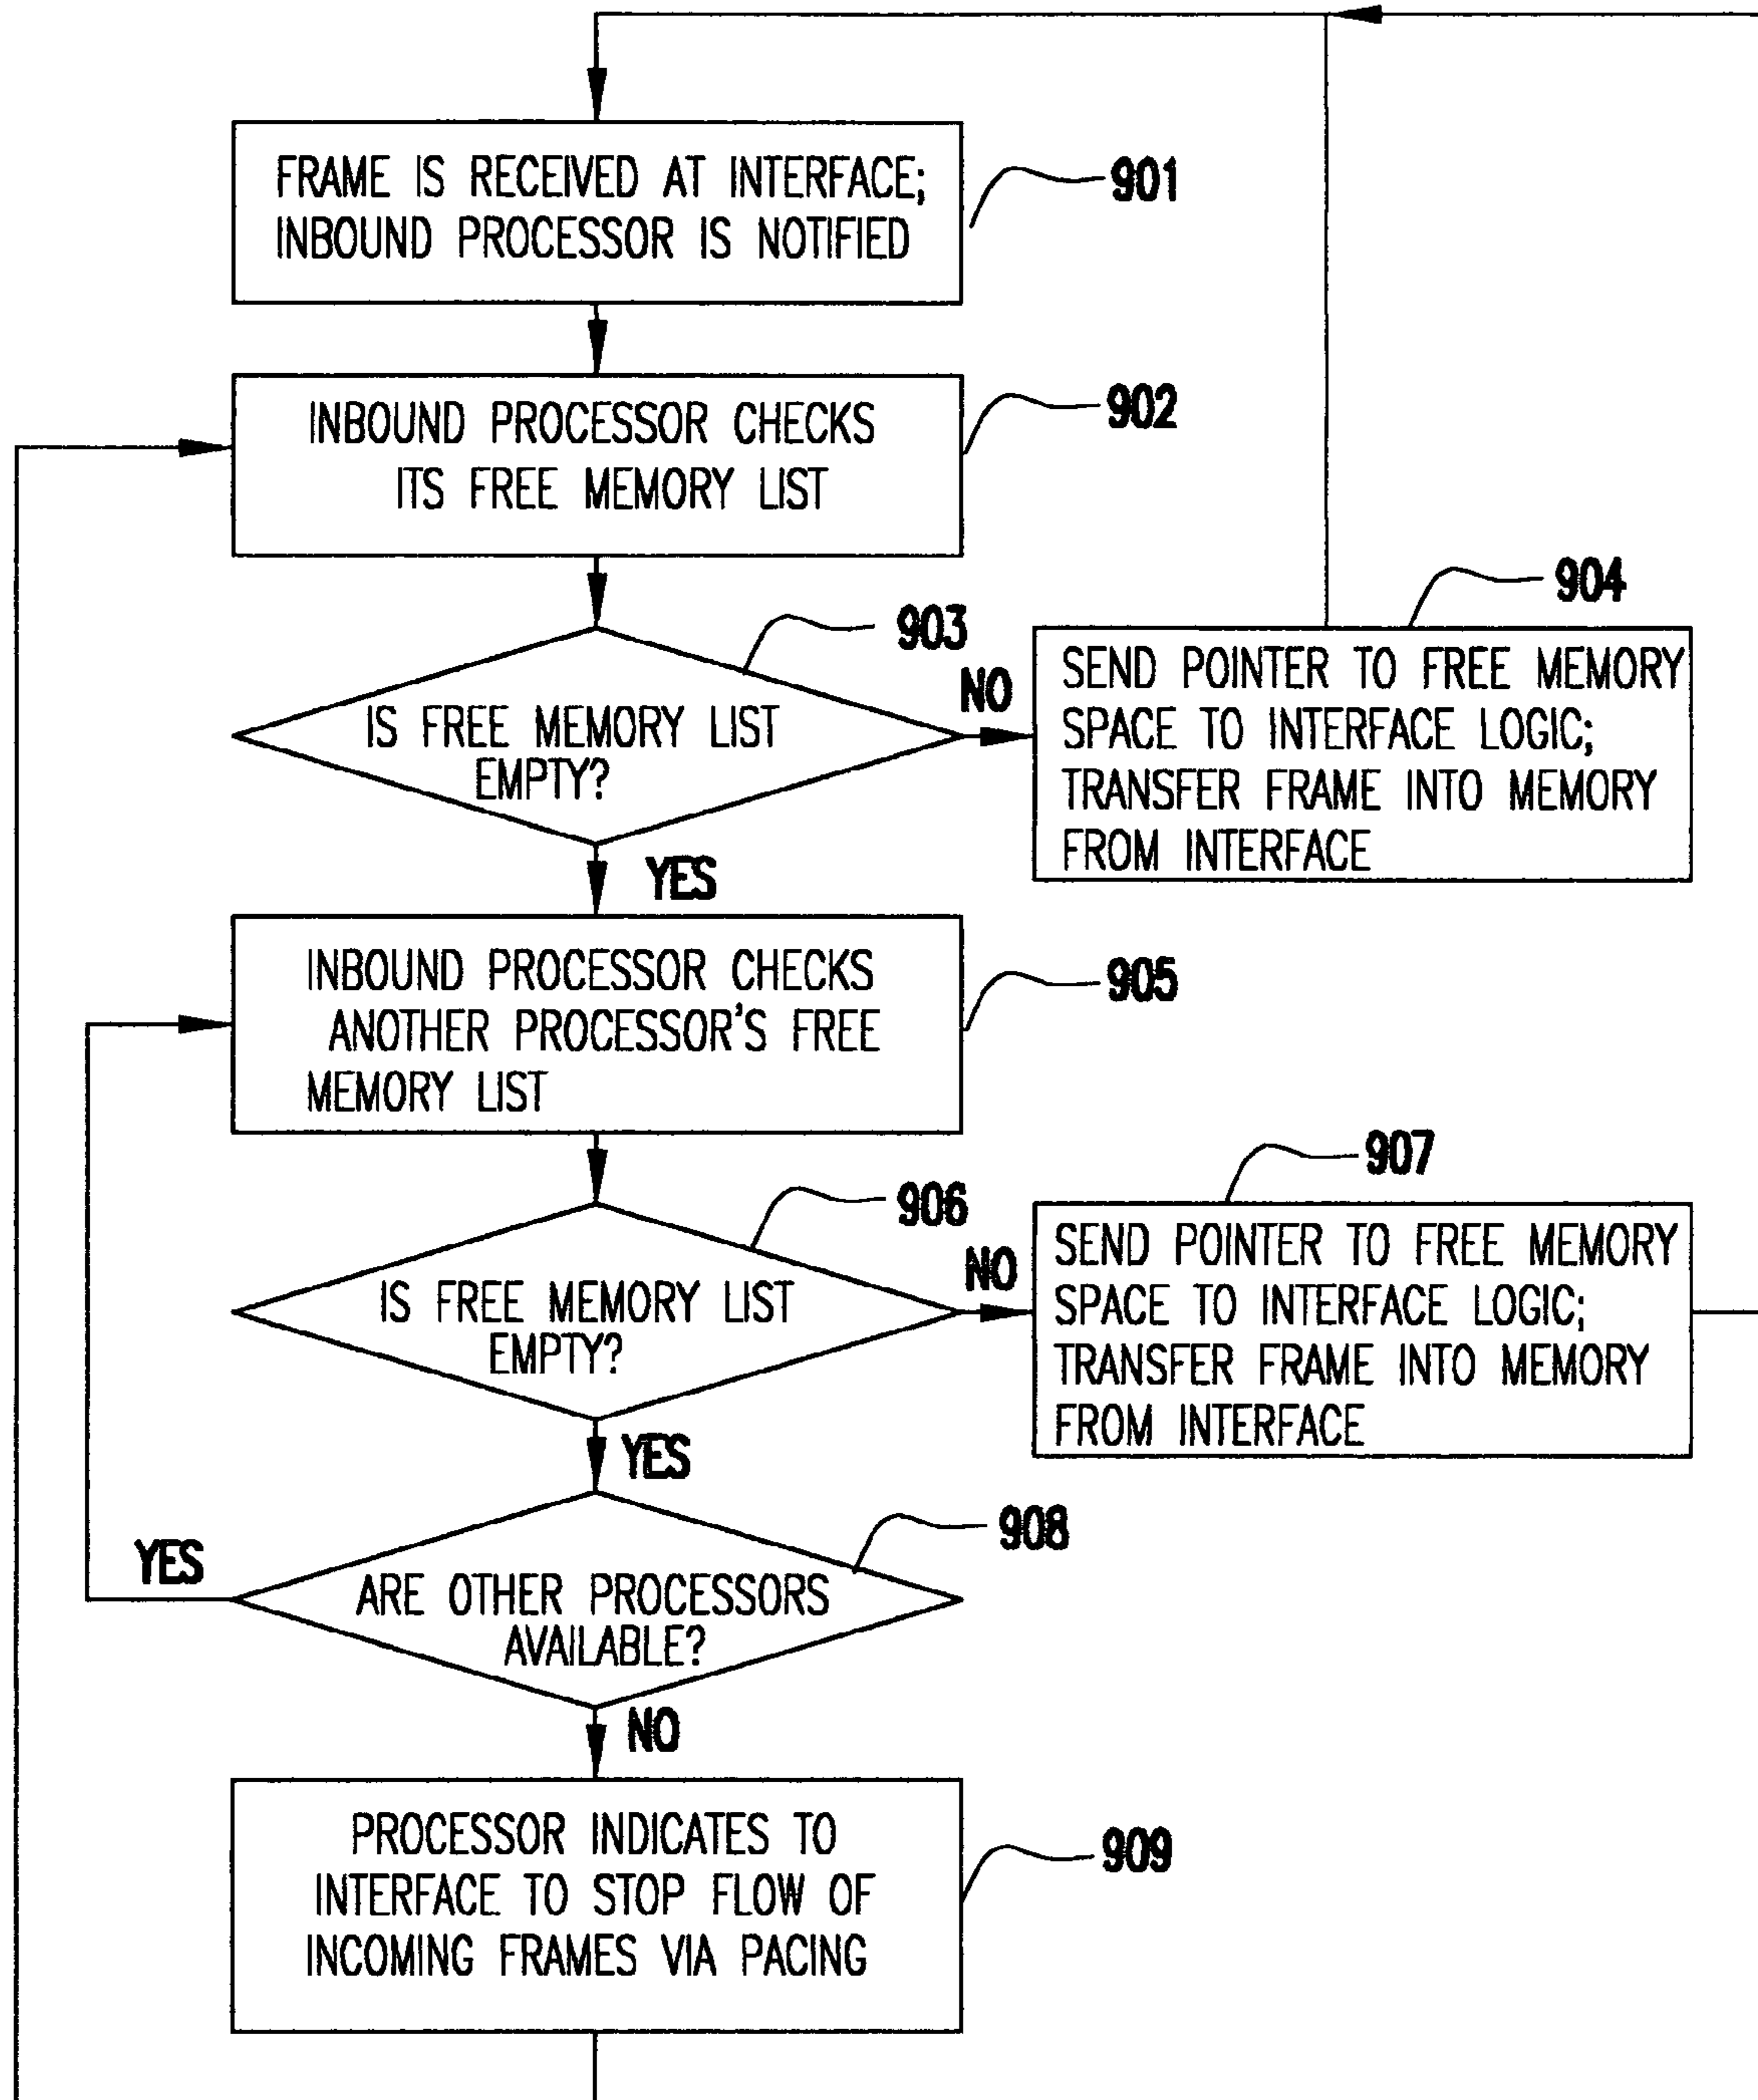 FRAME IS RECEIVED AT INTERFACE;
INBOUND PROCESSOR IS NOTIFIED
901
INBOUND PROCESSOR CHECKS
ITS FREE MEMORY LIST
902
903
IS FREE MEMORY LIST
EMPTY?
NO
904
SEND POINTER TO FREE MEMORY
SPACE TO INTERFACE LOGIC;
TRANSFER FRAME INTO MEMORY
FROM INTERFACE
YES
INBOUND PROCESSOR CHECKS
ANOTHER PROCESSOR'S FREE
MEMORY LIST
905
906
IS FREE MEMORY LIST
EMPTY?
NO
907
SEND POINTER TO FREE MEMORY
SPACE TO INTERFACE LOGIC;
TRANSFER FRAME INTO MEMORY
FROM INTERFACE
YES
908
YES
ARE OTHER PROCESSORS
AVAILABLE?
NO
PROCESSOR INDICATES TO
INTERFACE TO STOP FLOW OF
INCOMING FRAMES VIA PACING
909